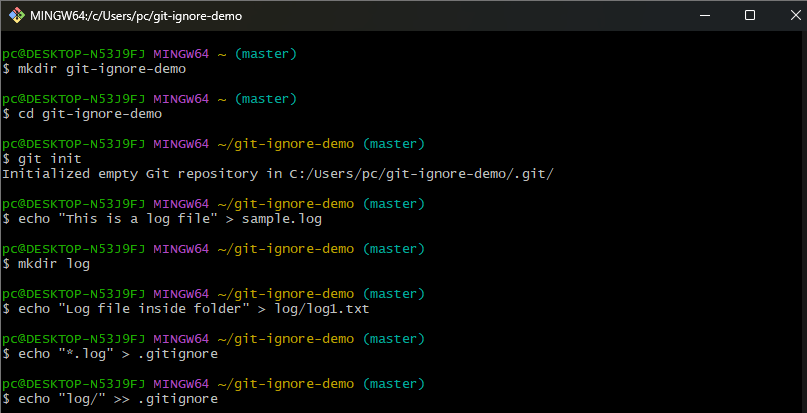 MINGW64:/c/Users/pc/git-ignore-demo
pc@DESKTOP-N53J9FJ MINGW64 ~ (master)
$ mkdir git-ignore-demo
pc@DESKTOP-N53J9FJ MINGW64 ~ (master)
$ cd git-ignore-demo
pc@DESKTOP-N53J9FJ MINGW64 ~/git-ignore-demo (master)
$ git init
Initialized empty Git repository in C:/Users/pc/git-ignore-demo/.git/
pc@DESKTOP-N53J9FJ MINGW64 ~/git-ignore-demo (master)
$ echo "This is a log file" > sample.log
pc@DESKTOP-N53J9FJ MINGW64 ~/git-ignore-demo (master)
$ mkdir log
pc@DESKTOP-N53J9FJ MINGW64 ~/git-ignore-demo (master)
$ echo "Log file inside folder" > log/log1.txt
pc@DESKTOP-N53J9FJ MINGW64 ~/git-ignore-demo (master)
$ echo "*.log" > .gitignore
pc@DESKTOP-N53J9FJ MINGW64 ~/git-ignore-demo (master)
$ echo "log/" >> .gitignore